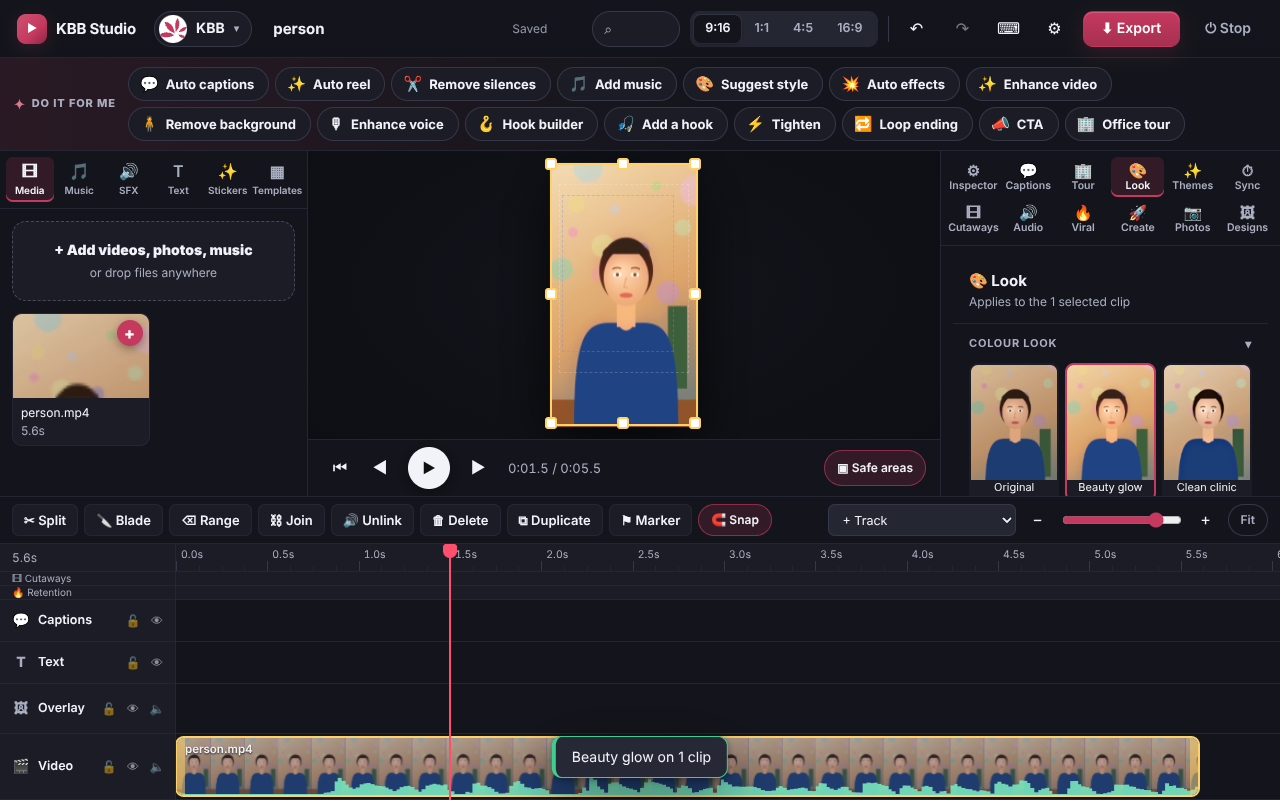 KBB Studio
KBB
person
Saved
9:16
1:1
4:5
16:9
Export
Stop
DO IT FOR ME
Auto captions
Auto reel
Remove silences
Add music
Suggest style
Auto effects
Enhance video
Remove background
Enhance voice
Hook builder
Add a hook
Tighten
Loop ending
CTA
Office tour
Media
Music
SFX
T
Text
Stickers
Templates
+ Add videos, photos, music
or drop files anywhere
+
person.mp4
5.6s
0:01.5 / 0:05.5
Safe areas
Inspector
Captions
Tour
Look
Themes
Sync
Cutaways
Audio
Viral
Create
Photos
Designs
Look
Applies to the 1 selected clip
COLOUR LOOK
Original
Beauty glow
Clean clinic
Split
Blade
Range
Join
Unlink
Delete
Duplicate
Marker
Snap
+ Track
−
+
Fit
5.6s
0.0s
0.5s
1.0s
1.5s
2.0s
2.5s
3.0s
3.5s
4.0s
4.5s
5.0s
5.5s
Cutaways
Retention
Captions
T Text
Overlay
Video
person.mp4
Beauty glow on 1 clip